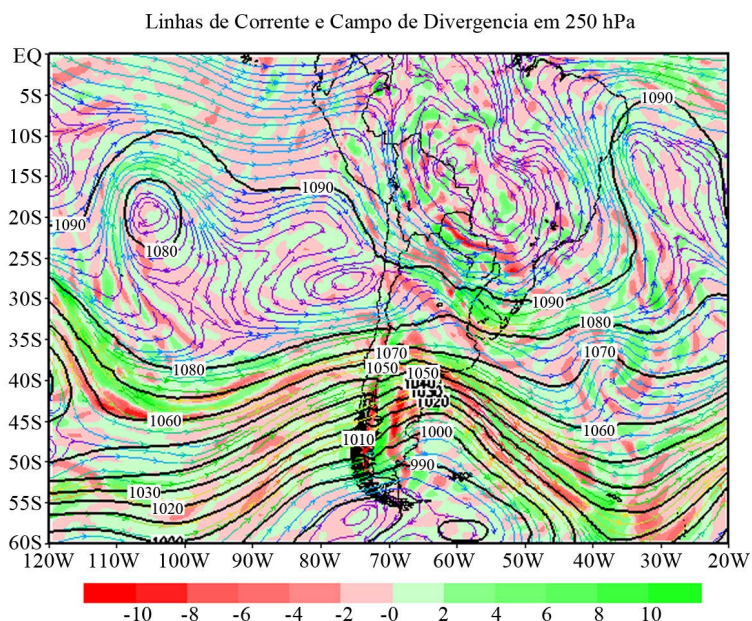 Linhas de Corrente e Campo de Divergencia em 250 hPa
EQ
5S
10S
15S
20S
25S
30S
35S
40S
45S
50S
55S
60S
1090
1090
1090
1080
1090
1080
1080
1070
1070
1050
1050
1020
1060
1060
1010
1000
990
1030
1020
120W 110W 100W 90W 80W 70W 60W 50W 40W 30W 20W
-10 -8 -6 -4 -2 -0 2 4 6 8 10